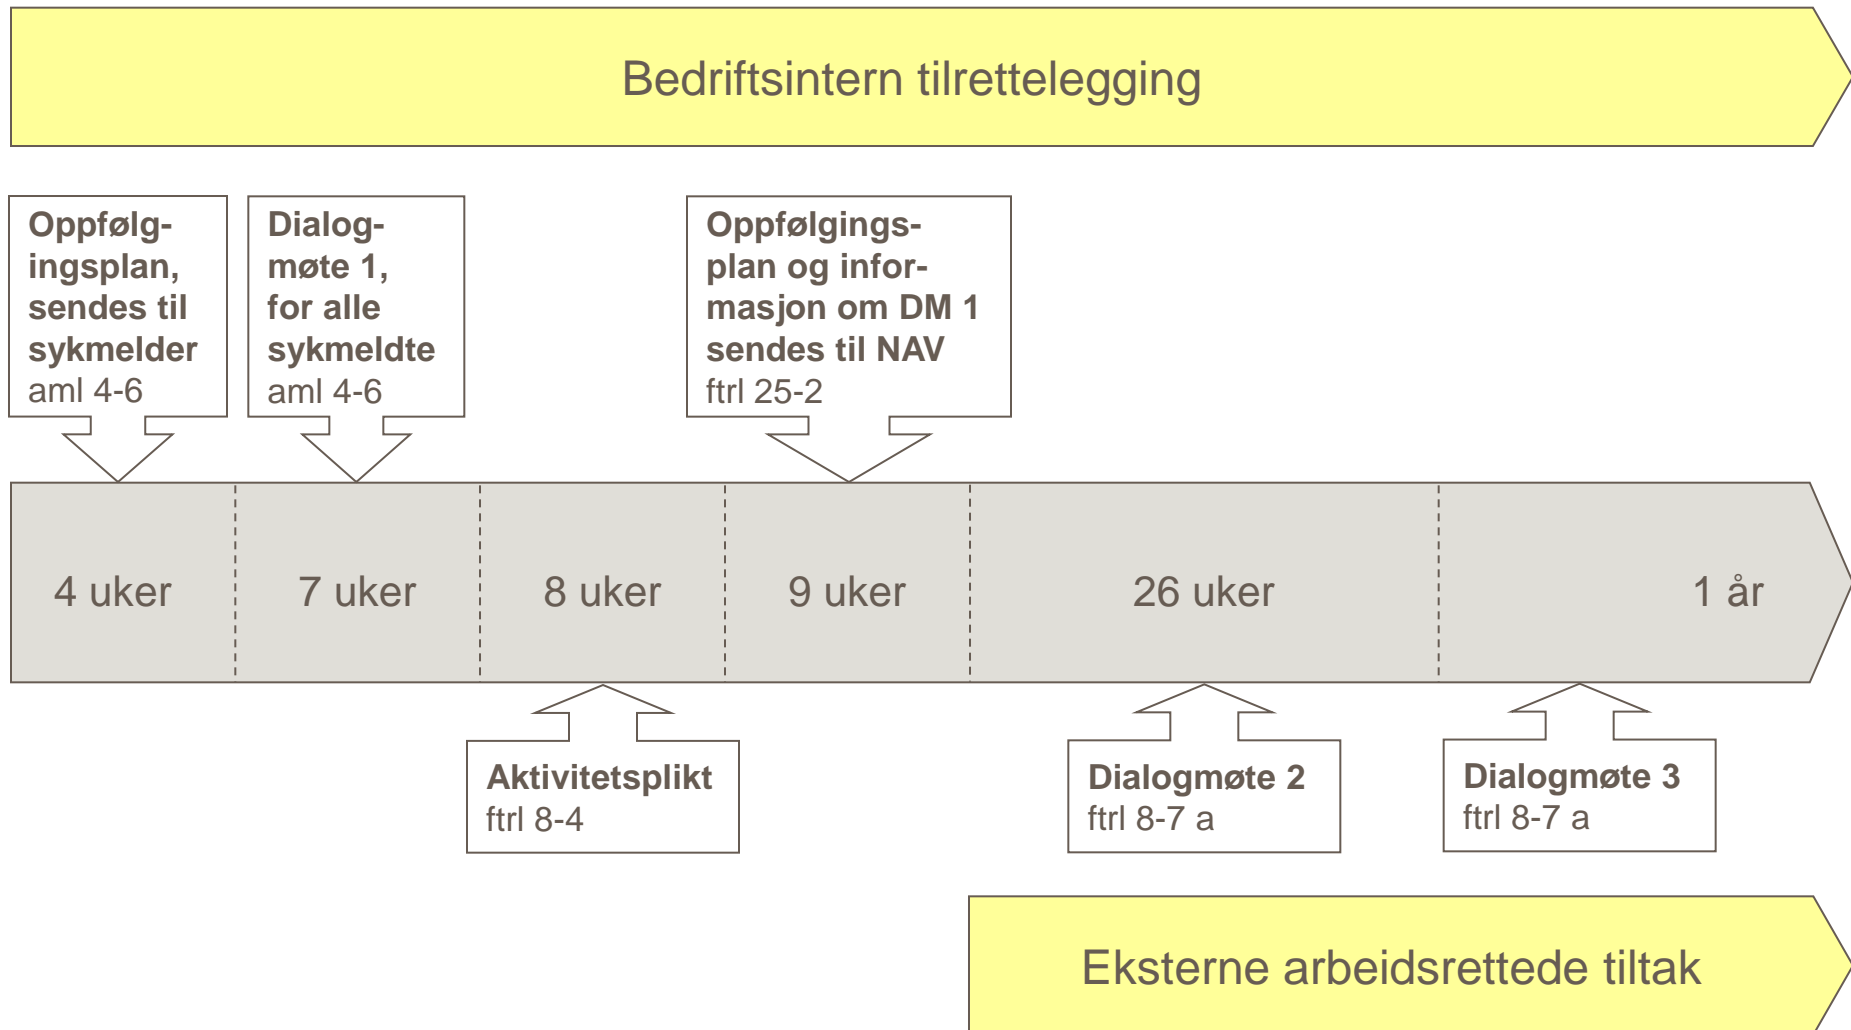 Bedriftsintern tilrettelegging
Oppfølg-
ingsplan,
sendes til
sykmelder
aml 4-6
Dialog-
møte 1,
for alle
sykmeldte
aml 4-6
Oppfølgings-
plan og infor-
masjon om DM 1
sendes til NAV
ftrl 25-2
4 uker
7 uker
8 uker
9 uker
26 uker
1 år
Aktivitetsplikt
ftrl 8-4
Dialogmøte 2
ftrl 8-7 a
Dialogmøte 3
ftrl 8-7 a
Eksterne arbeidsrettede tiltak